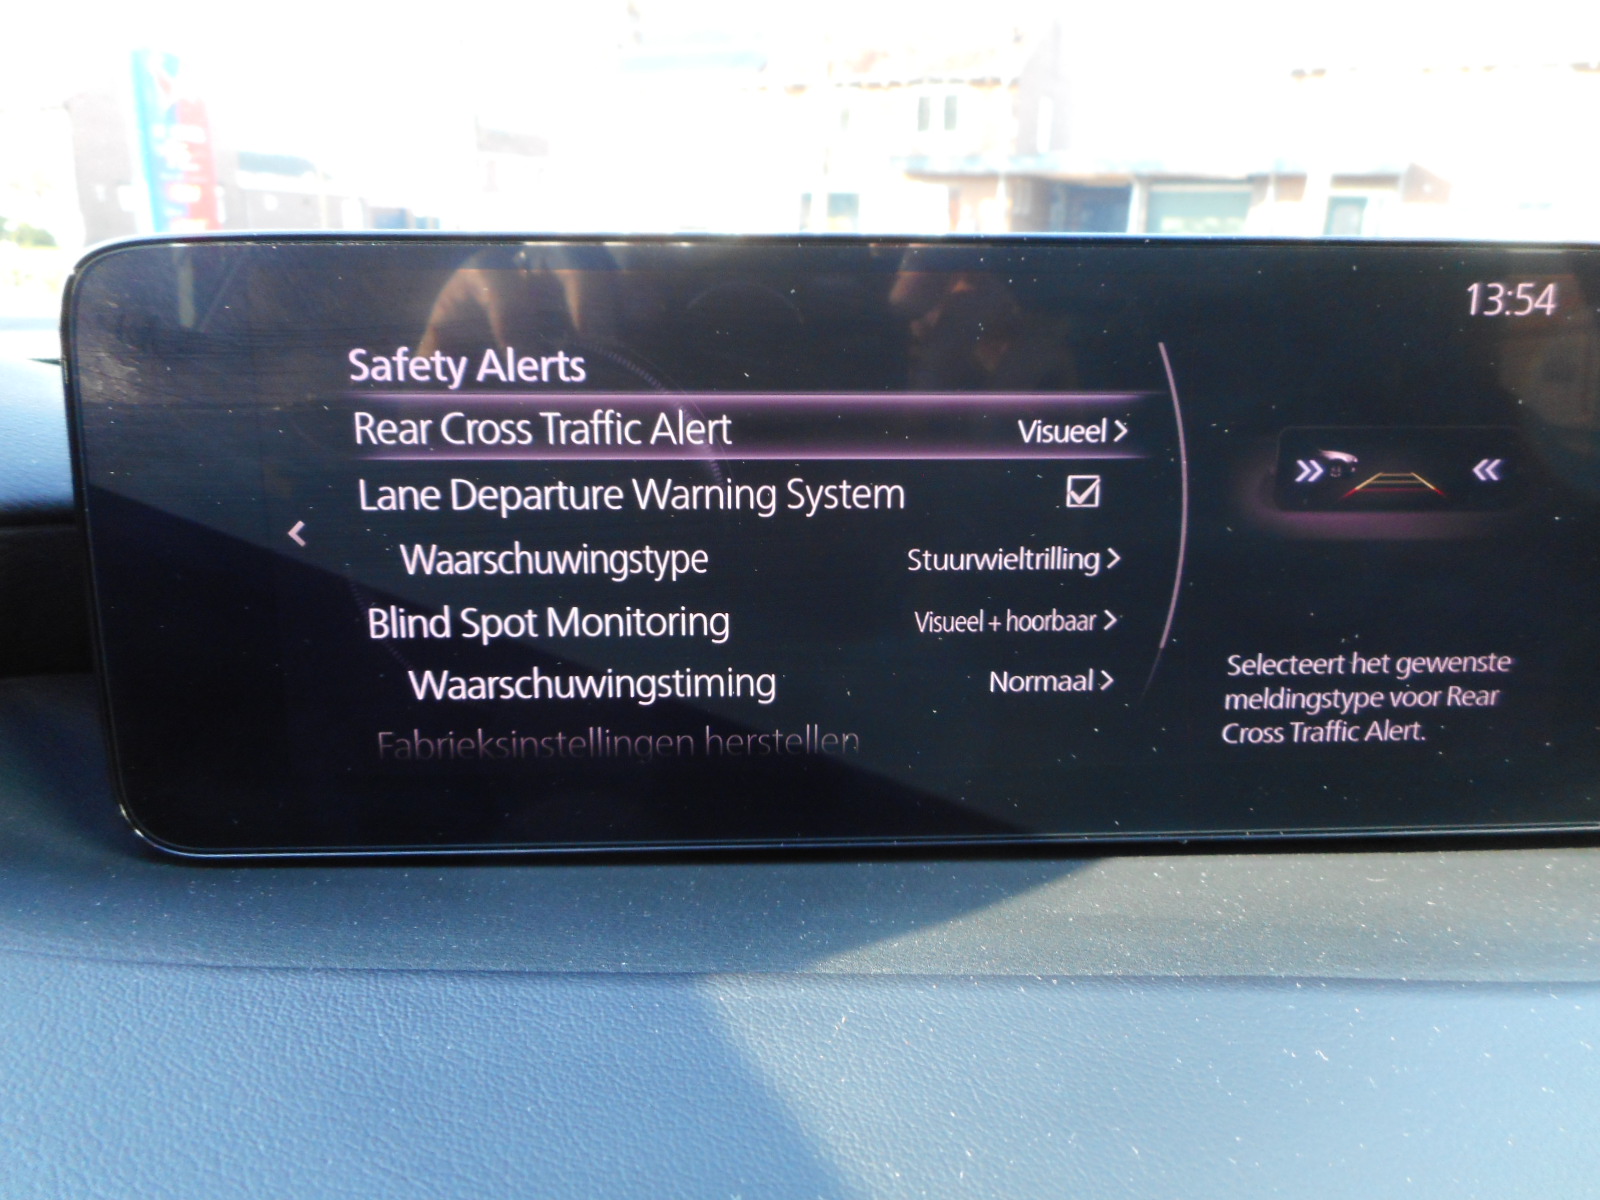 13:54
Safety Alerts
Rear Cross Traffic Alert Visueel >
Lane Departure Warning System
Waarschuwingstype Stuurwieltrilling >
Blind Spot Monitoring Visueel + hoorbaar >
Waarschuwingstiming Normaal >
Fabrieksinstellingen herstellen
Selecteert het gewenste
meldingstype voor Rear
Cross Traffic Alert.